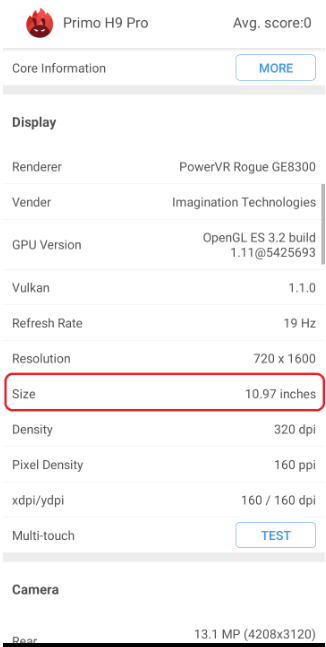 Primo H9 Pro Avg. score:0
Core Information MORE
Display
Renderer PowerVR Rogue GE8300
Vender Imagination Technologies
GPU Version OpenGL ES 3.2 build
1.11@5425693
Vulkan 1.1.0
Refresh Rate 19 Hz
Resolution 720 x 1600
Size 10.97 inches
Density 320 dpi
Pixel Density 160 ppi
xdpi/ydpi 160 / 160 dpi
Multi-touch TEST
Camera
Rear 13.1 MP (4208x3120)